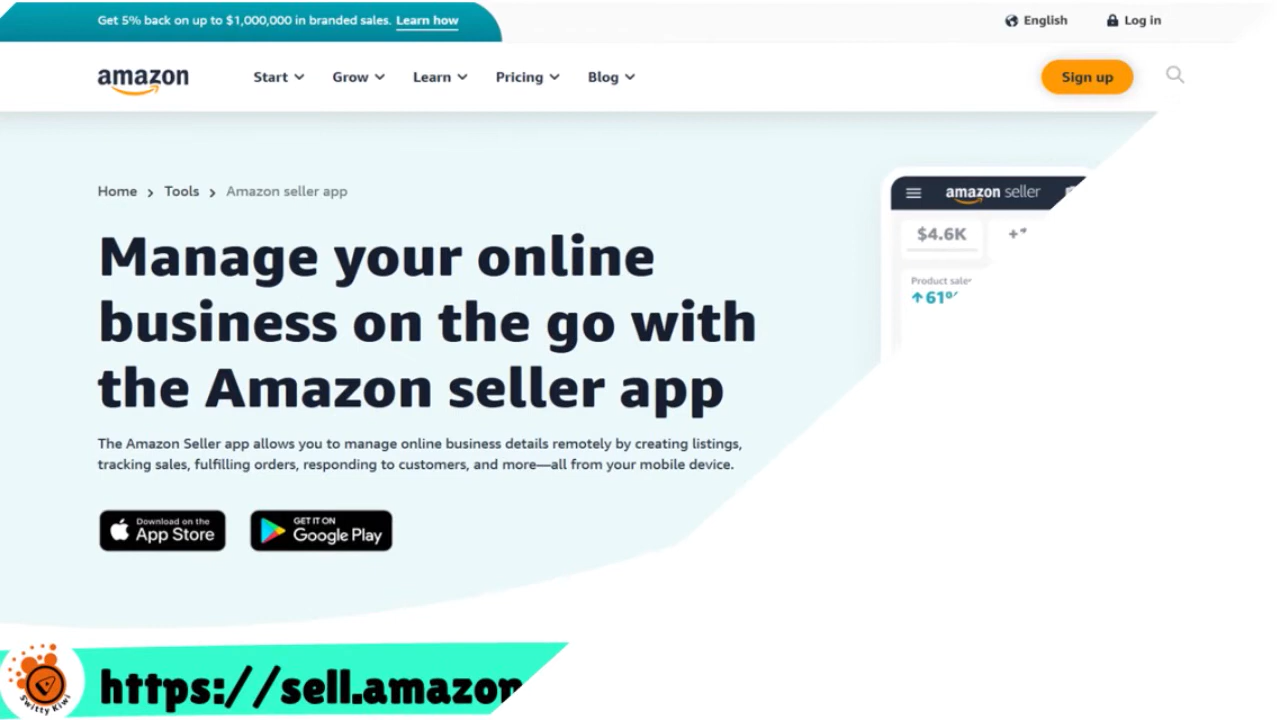 Get 5% back on up to $1,000,000 in branded sales. Learn how
English
Log in
amazon
Start
Grow
Learn
Pricing
Blog
Sign up
Home > Tools > Amazon seller app
Manage your online
business on the go with
the Amazon seller app
The Amazon Seller app allows you to manage online business details remotely by creating listings,
tracking sales, fulfilling orders, responding to customers, and more—all from your mobile device.
Download on the
App Store
GET IT ON
Google Play
amazon seller
$4.6K
Product sales
↑61%
Switty Kiwi
https://sell.amazon